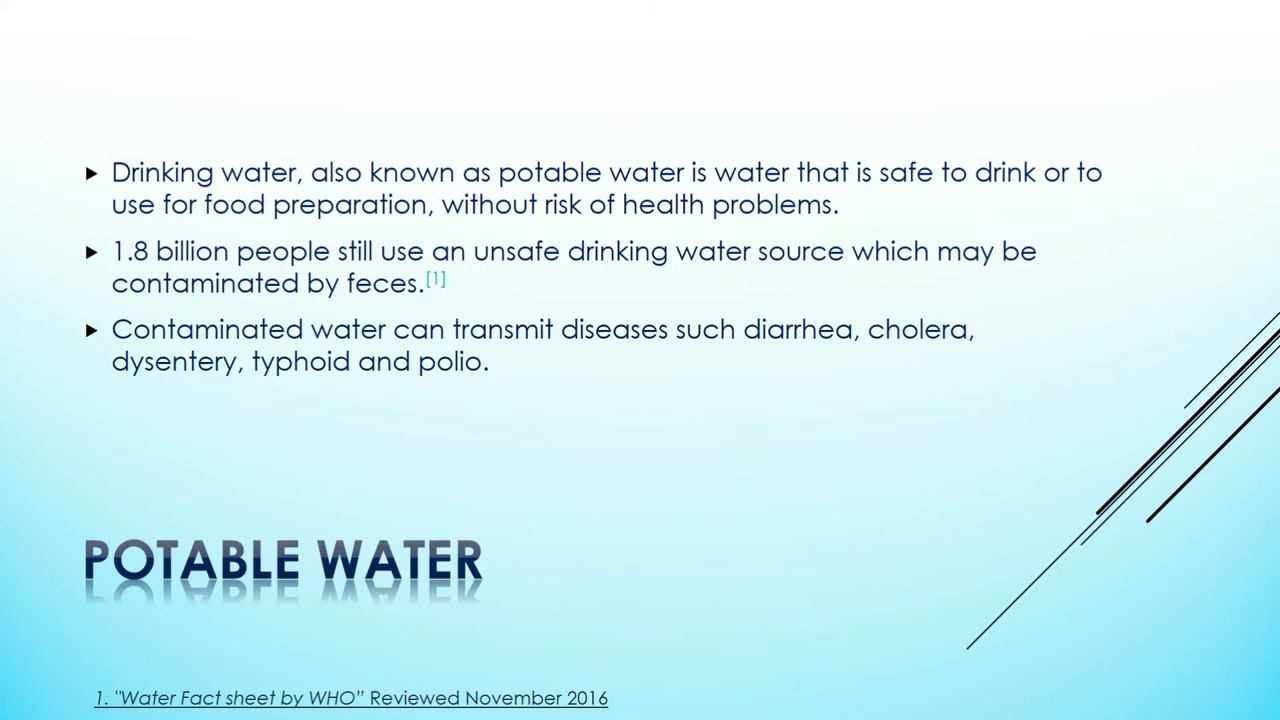 Drinking water, also known as potable water is water that is safe to drink or to
use for food preparation, without risk of health problems.
1.8 billion people still use an unsafe drinking water source which may be
contaminated by feces.[1]
Contaminated water can transmit diseases such diarrhea, cholera,
dysentery, typhoid and polio.
POTABLE WATER
1. "Water Fact sheet by WHO” Reviewed November 2016